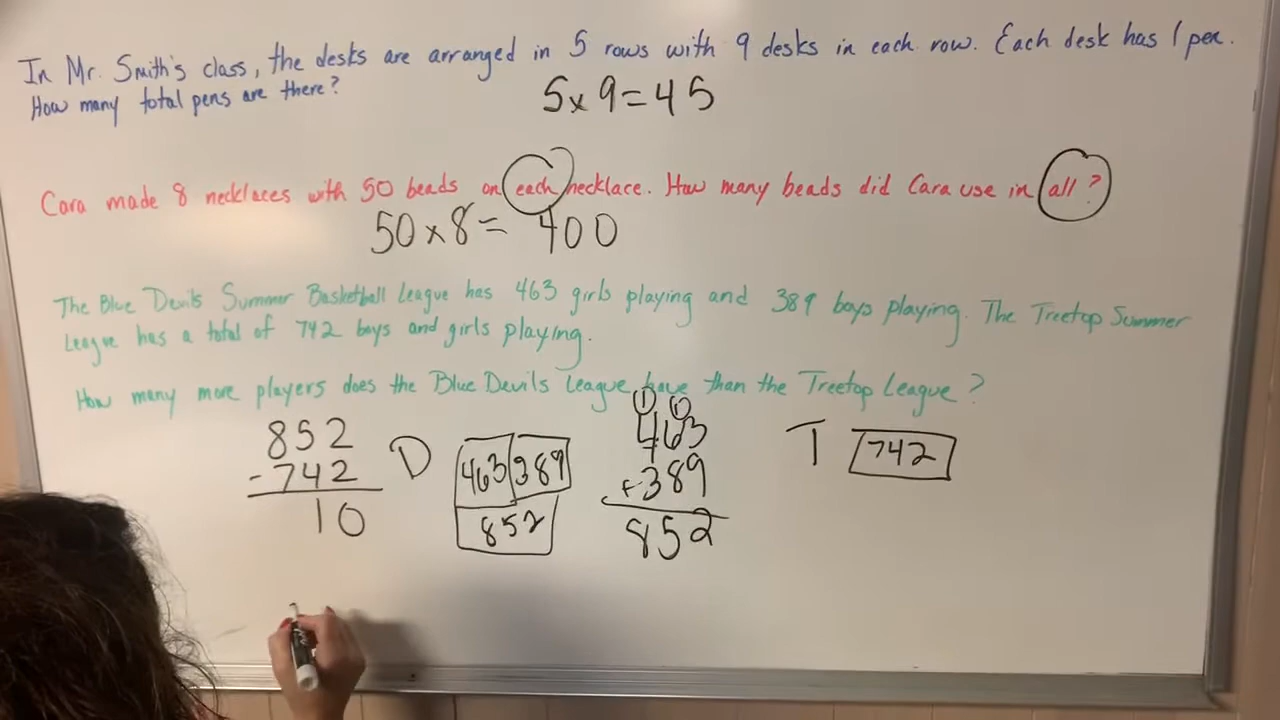 In Mr. Smith's class, the desks are arranged in 5 rows with 9 desks in each row. Each desk has 1 pen.
How many total pens are there?
5 x 9 = 45
Cara made 8 necklaces with 50 beads on each necklace. How many beads did Cara use in all?
50 x 8 = 400
The Blue Devils Summer Basketball League has 463 girls playing and 389 boys playing. The Treetop Summer
League has a total of 742 boys and girls playing.
How many more players does the Blue Devils League have than the Treetop League?
852
- 742
10
D
463 389
852
1 1
463
+ 389
852
T 742